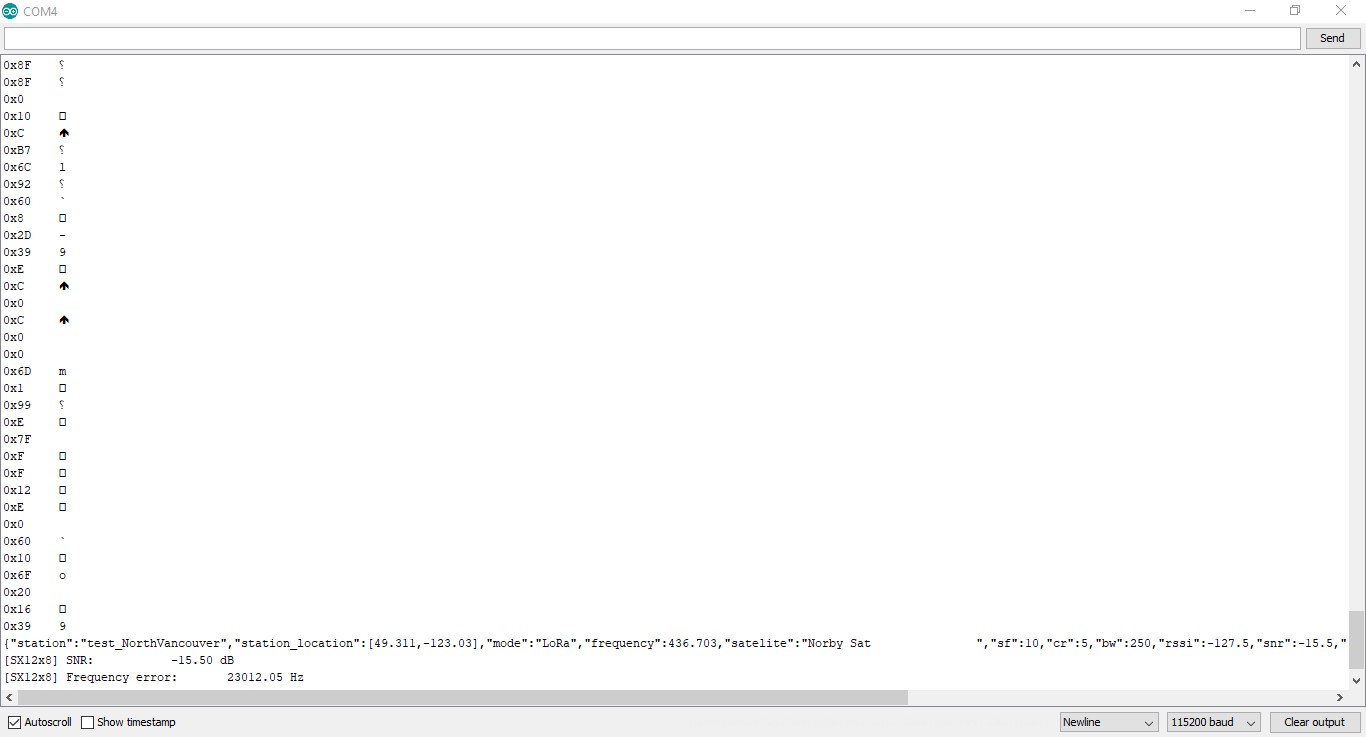 COM4
Send
0x8F ␦
0x8F ␦
0x0
0x10 □
0xC 🡹
0xB7 ␦
0x6C l
0x92 ␦
0x60 `
0x8 □
0x2D -
0x39 9
0xE □
0xC 🡹
0x0
0xC 🡹
0x0
0x0
0x6D m
0x1 □
0x99 ␦
0xE □
0x7F
0xF □
0xF □
0x12 □
0xE □
0x0
0x60 `
0x10 □
0x6F o
0x20
0x16 □
0x39 9
{"station":"test_NorthVancouver","station_location":[49.311,-123.03],"mode":"LoRa","frequency":436.703,"satelite":"Norby Sat                ","sf":10,"cr":5,"bw":250,"rssi":-127.5,"snr":-15.5,"
[SX12x8] SNR: -15.50 dB
[SX12x8] Frequency error: 23012.05 Hz
Autoscroll Show timestamp Newline 115200 baud Clear output